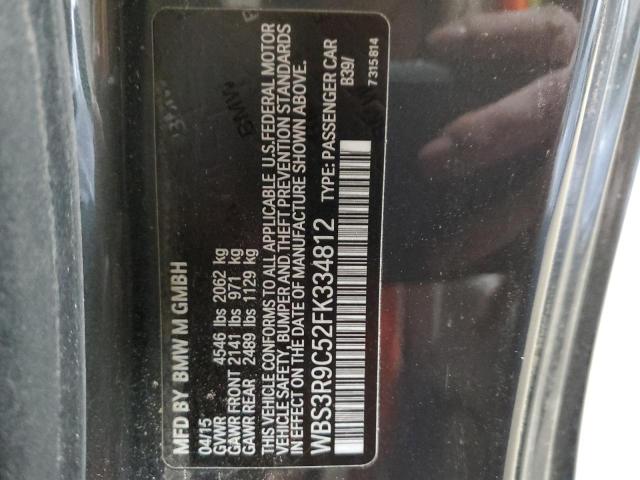 MFD BY BMW M GMBH
04/15
GVWR 4546 lbs 2062 kg
GAWR FRONT 2141 lbs 971 kg
GAWR REAR 2489 lbs 1129 kg
THIS VEHICLE CONFORMS TO ALL APPLICABLE U.S.FEDERAL MOTOR
VEHICLE SAFETY, BUMPER AND THEFT PREVENTION STANDARDS
IN EFFECT ON THE DATE OF MANUFACTURE SHOWN ABOVE.
WBS3R9C52FK334812 TYPE: PASSENGER CAR
B39/
7315814